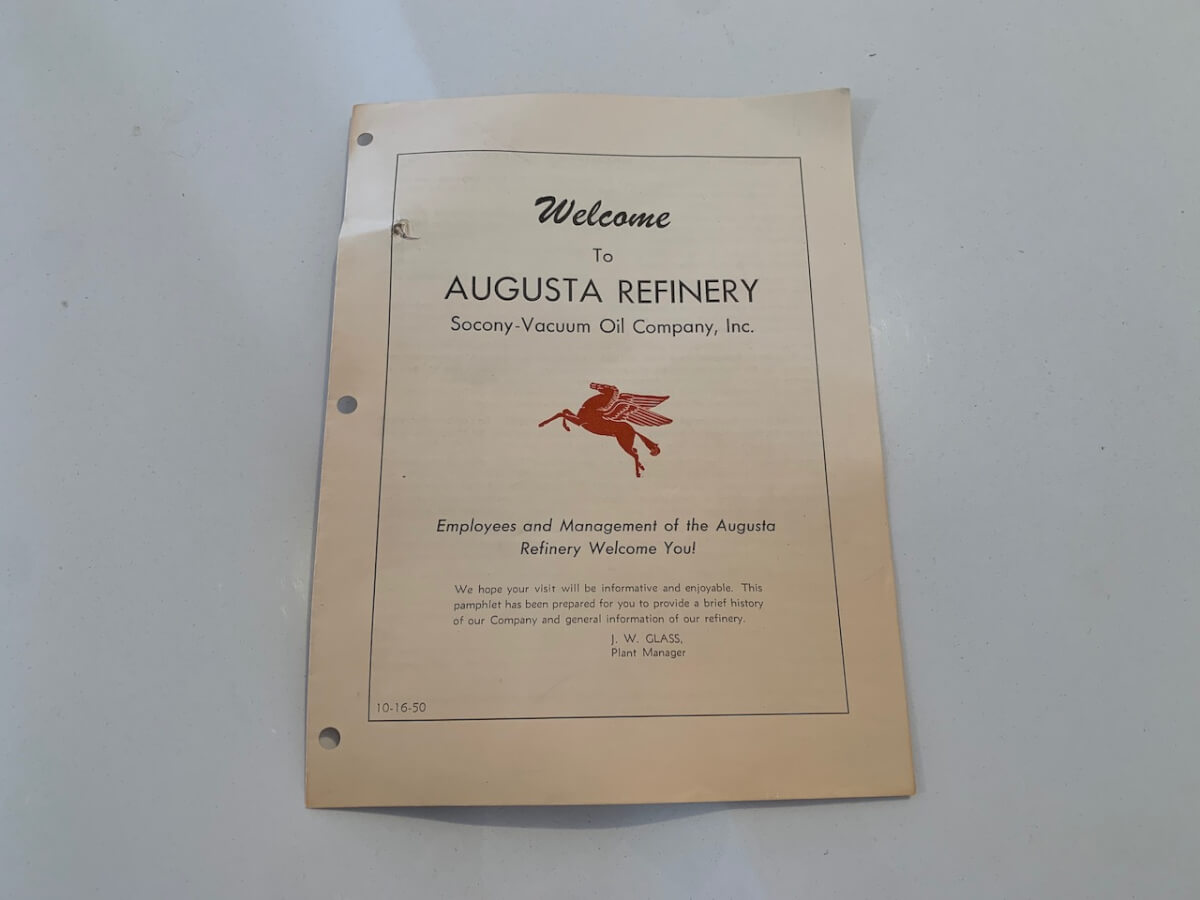 Welcome
To
AUGUSTA REFINERY
Socony-Vacuum Oil Company, Inc.
Employees and Management of the Augusta
Refinery Welcome You!
We hope your visit will be informative and enjoyable. This
pamphlet has been prepared for you to provide a brief history
of our Company and general information of our refinery.
J. W. GLASS,
Plant Manager
10-16-50